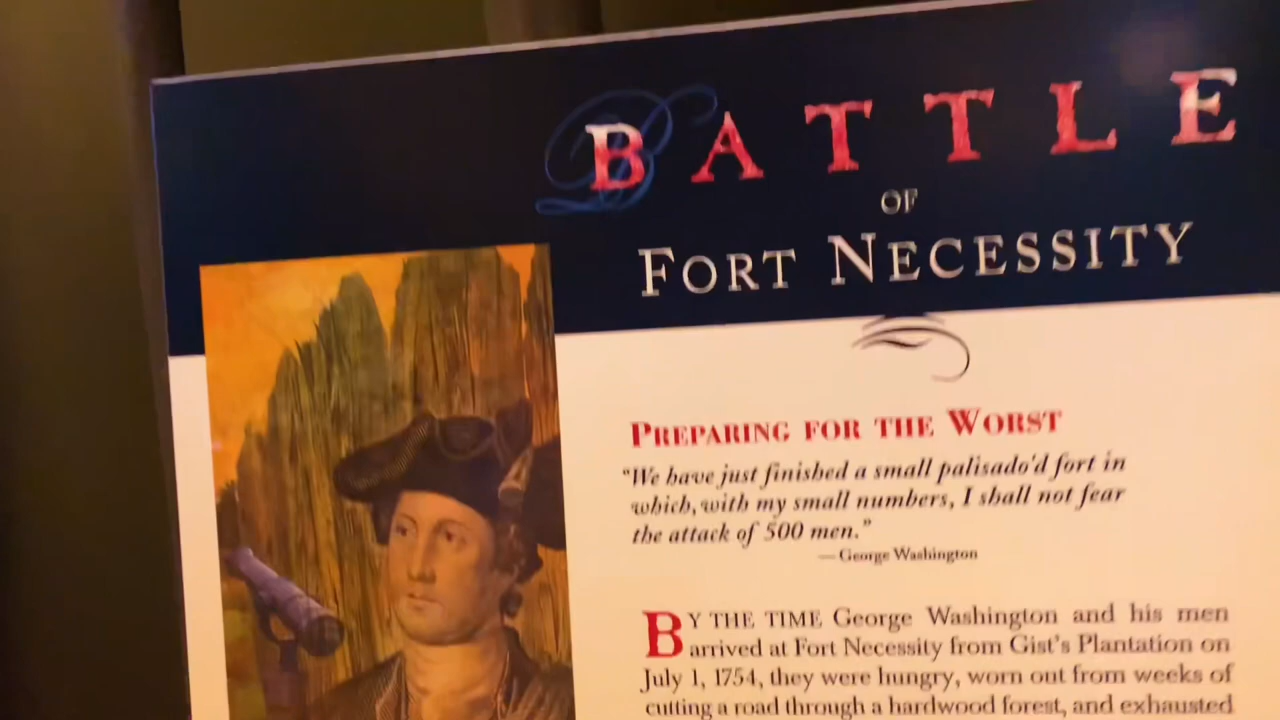 BATTLE
OF
FORT NECESSITY
PREPARING FOR THE WORST
"We have just finished a small palisado'd fort in
which, with my small numbers, I shall not fear
the attack of 500 men."
— George Washington
BY THE TIME George Washington and his men
arrived at Fort Necessity from Gist's Plantation on
July 1, 1754, they were hungry, worn out from weeks of
cutting a road through a hardwood forest, and exhausted